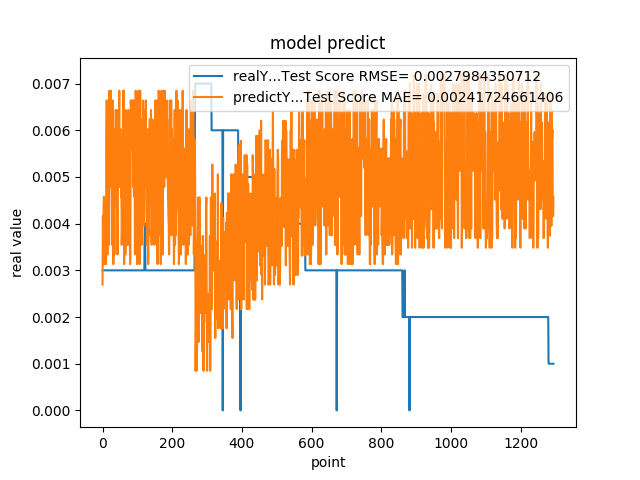 model predict
realY...Test Score RMSE= 0.0027984350712
predictY...Test Score MAE= 0.00241724661406
0.007
0.006
0.005
0.004
0.003
0.002
0.001
0.000
real value
0 200 400 600 800 1000 1200
point